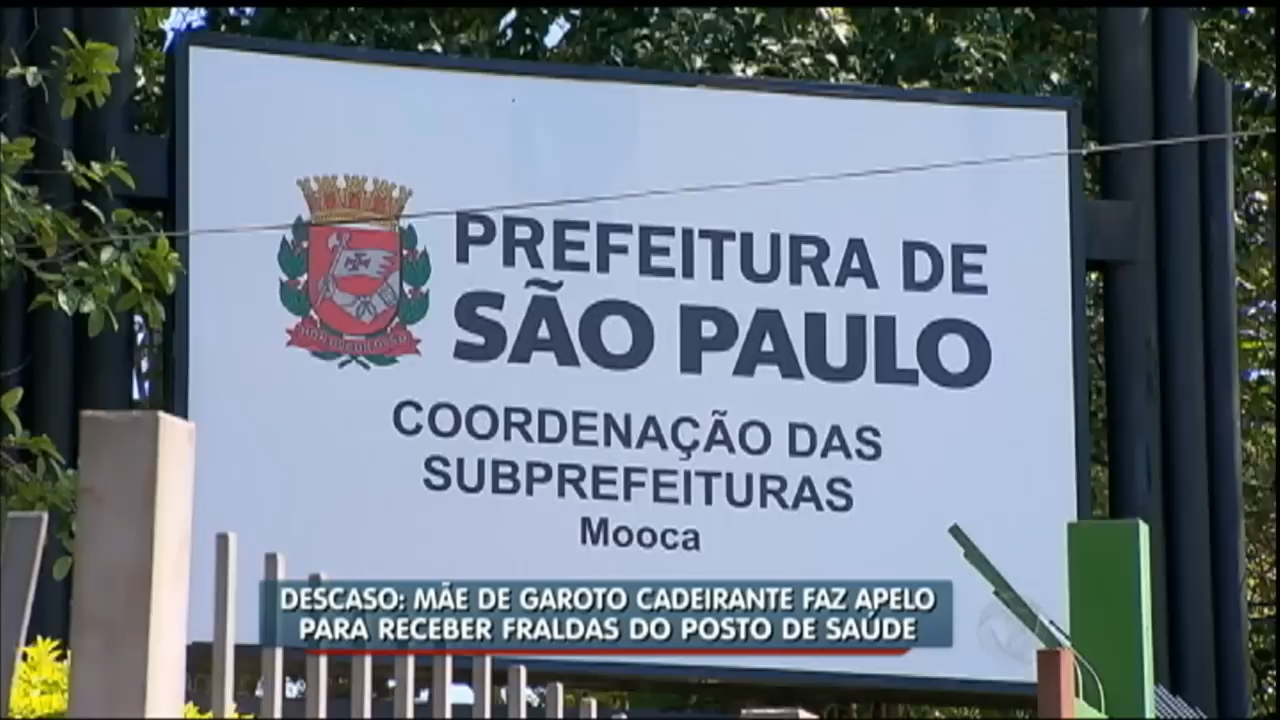 PREFEITURA DE
SÃO PAULO
COORDENAÇÃO DAS
SUBPREFEITURAS
Mooca
DESCASO: MÃE DE GAROTO CADEIRANTE FAZ APELO
PARA RECEBER FRALDAS DO POSTO DE SAÚDE